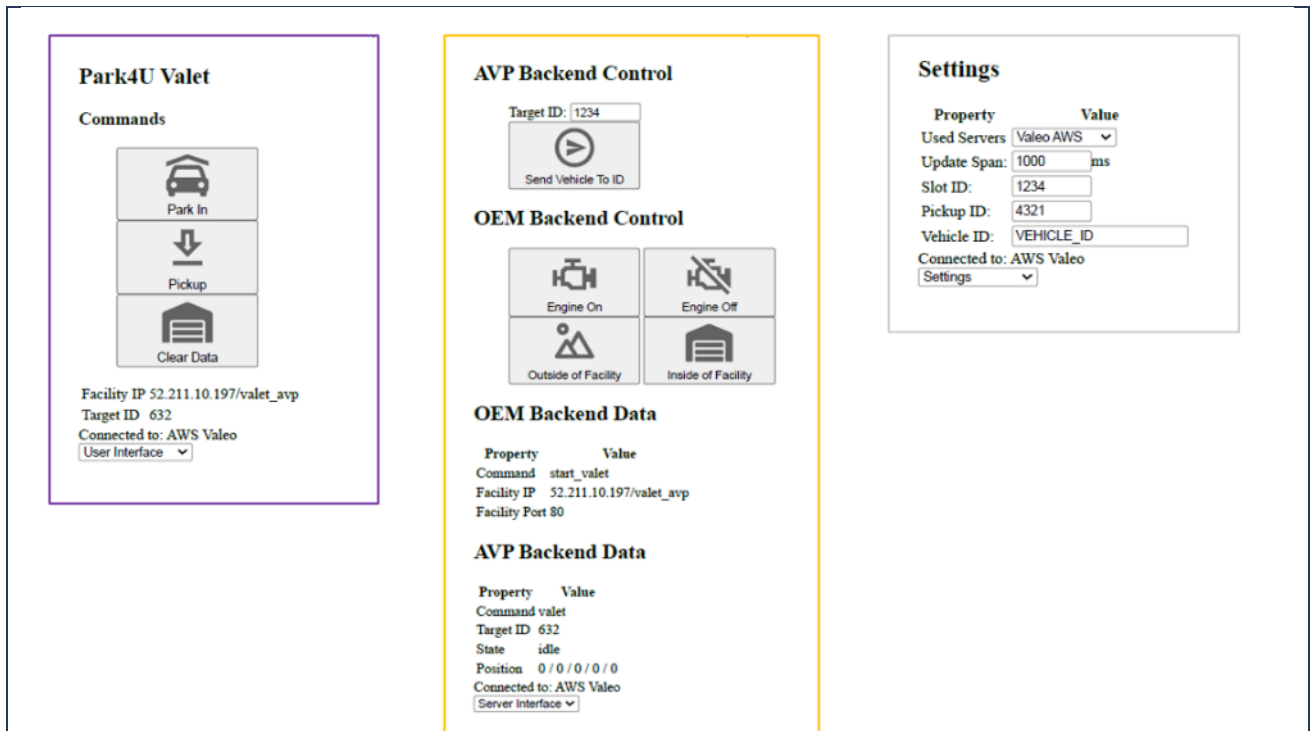 Park4U Valet
Commands
Park In
Pickup
Clear Data
Facility IP 52.211.10.197/valet_avp
Target ID 632
Connected to: AWS Valeo
User Interface
AVP Backend Control
Target ID: 1234
Send Vehicle To ID
OEM Backend Control
Engine On Engine Off
Outside of Facility Inside of Facility
OEM Backend Data
Property Value
Command start_valet
Facility IP 52.211.10.197/valet_avp
Facility Port 80
AVP Backend Data
Property Value
Command valet
Target ID 632
State idle
Position 0 / 0 / 0 / 0 / 0
Connected to: AWS Valeo
Server Interface
Settings
Property Value
Used Servers Valeo AWS
Update Span: 1000 ms
Slot ID: 1234
Pickup ID: 4321
Vehicle ID: VEHICLE_ID
Connected to: AWS Valeo
Settings